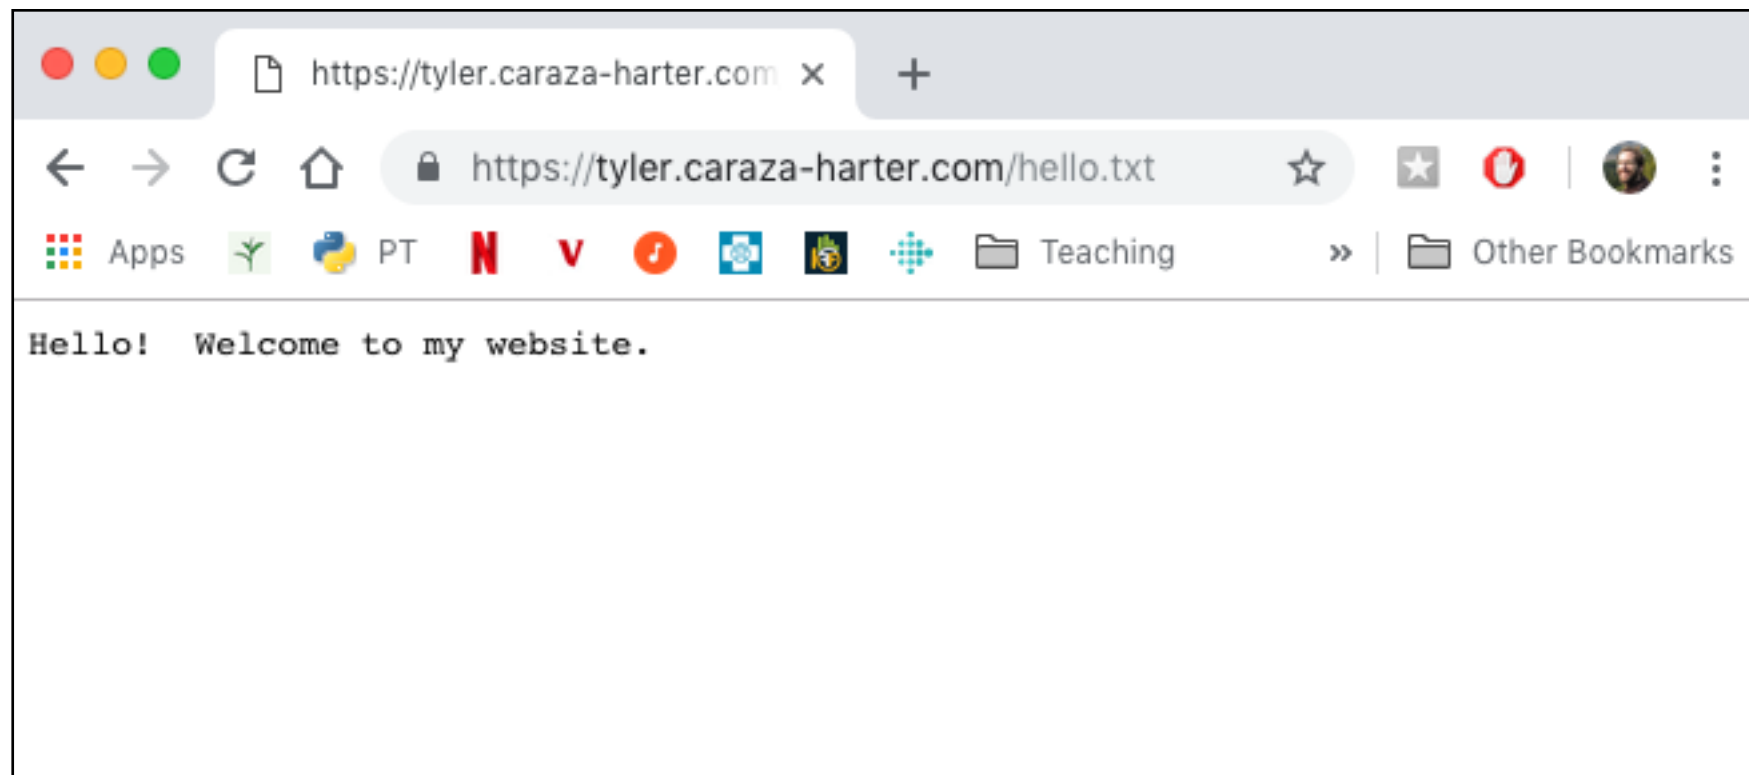 https://tyler.caraza-harter.com
https://tyler.caraza-harter.com/hello.txt
Apps PT N V Teaching » Other Bookmarks
Hello!  Welcome to my website.